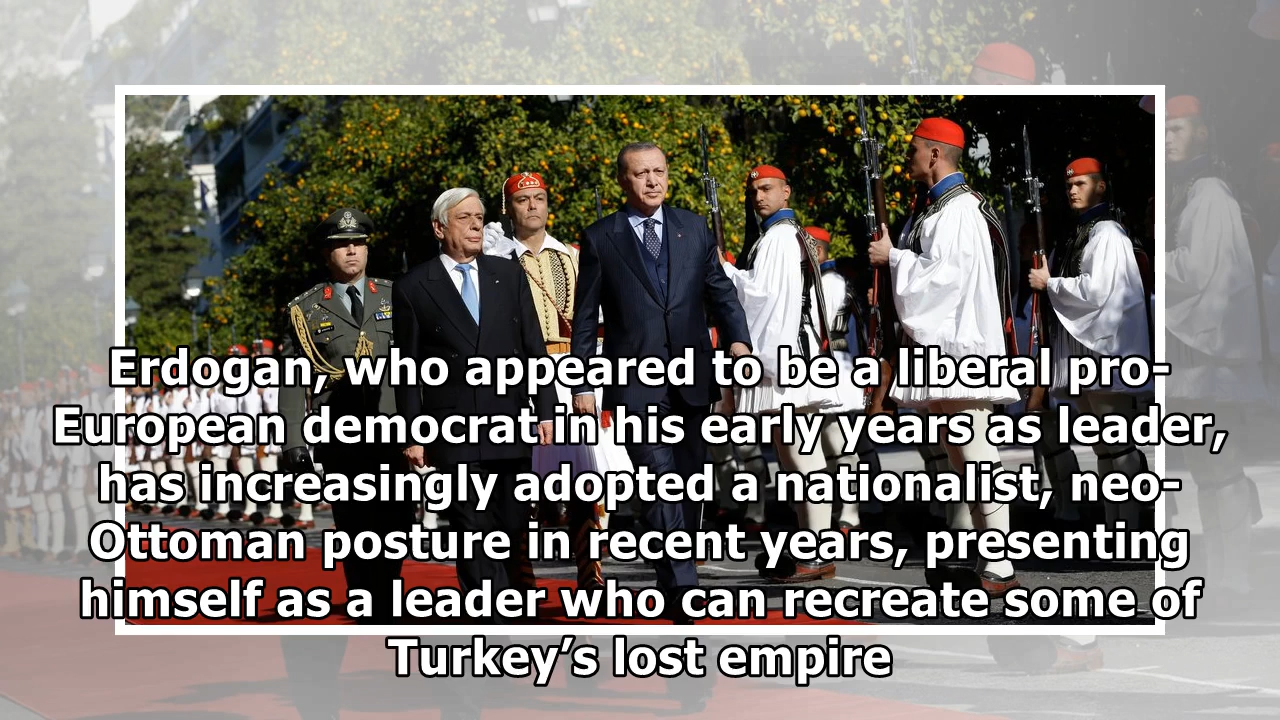 Erdogan, who appeared to be a liberal pro-
European democrat in his early years as leader,
has increasingly adopted a nationalist, neo-
Ottoman posture in recent years, presenting
himself as a leader who can recreate some of
Turkey’s lost empire